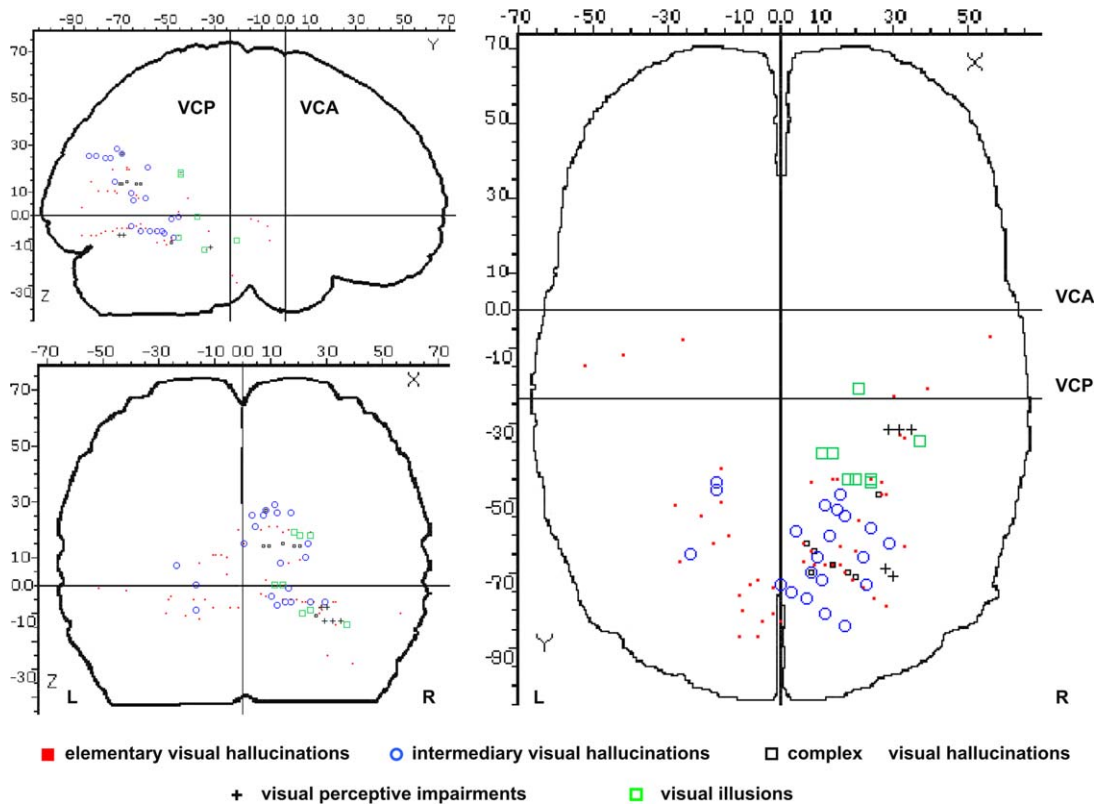 -90 -70 -50 -30 -10 0.0 10 30 50 70
Y
70
50
30
10
0.0
-10
-30
Z
VCP VCA
-70 -50 -30 -10 0.0 10 30 50 70
X
70
50
30
10
0.0
-10
-30
Z
L R
-70 -50 -30 -10 0.0 10 30 50
X
70
50
30
10
0.0
-10
-30
-50
-70
-90
Y
VCA
VCP
L R
elementary visual hallucinations intermediary visual hallucinations complex visual hallucinations
+ visual perceptive impairments visual illusions